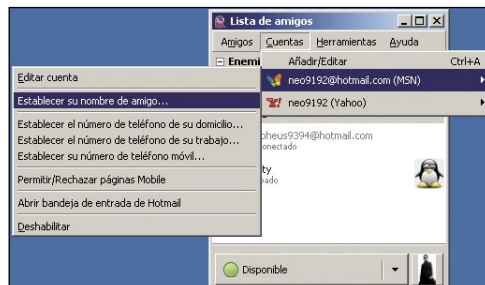 Lista de amigos
Amigos Cuentas Herramientas Ayuda
Enemi
Añadir/Editar Ctrl+A
neo9192@hotmail.com (MSN)
neo9192 (Yahoo)
Editar cuenta
Establecer su nombre de amigo...
Establecer el número de teléfono de su domicilio...
Establecer el número de teléfono de su trabajo...
Establecer su número de teléfono móvil...
Permitir/Rechazar páginas Mobile
Abrir bandeja de entrada de Hotmail
Deshabilitar
pheus9394@hotmail.com
onectado
ty
pado
Disponible